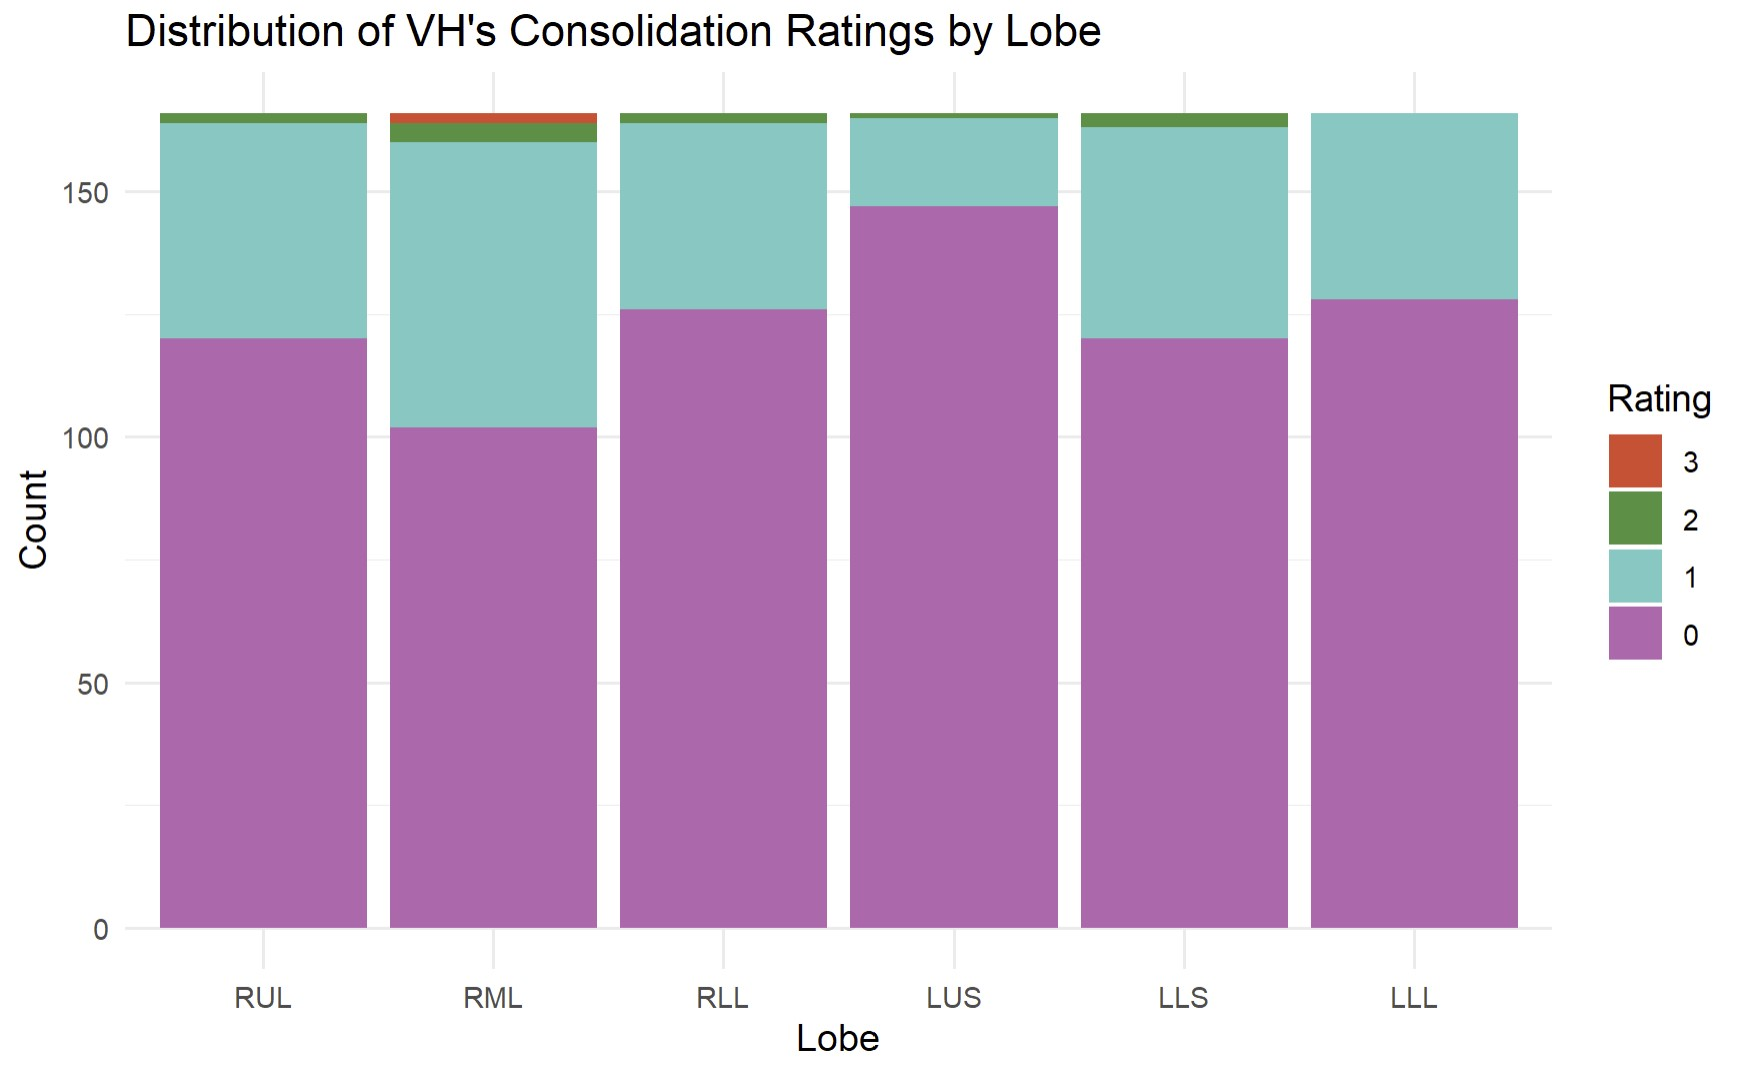 Distribution of VH's Consolidation Ratings by Lobe
Count
150
100
50
0
RUL
RML
RLL
LUS
LLS
LLL
Lobe
Rating
3
2
1
0